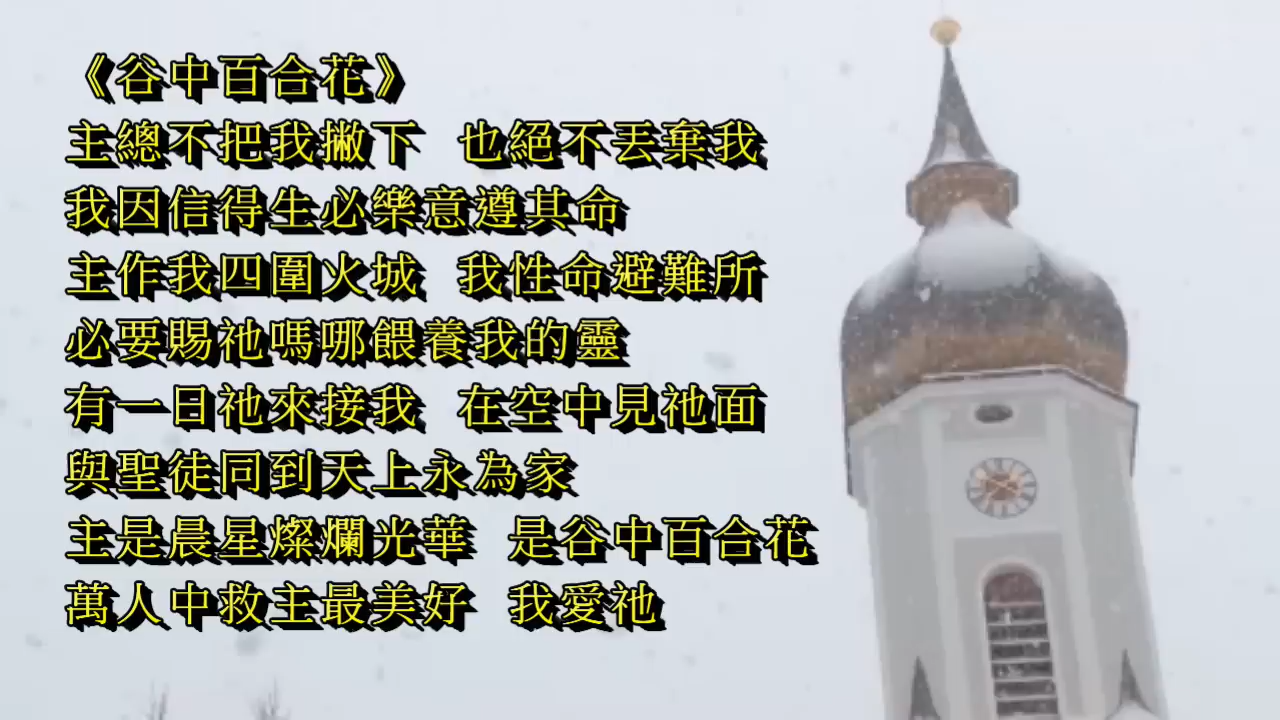 《谷中百合花》
主總不把我撇下 也絕不丟棄我
我因信得生必樂意遵其命
主作我四圍火城 我性命避難所
必要賜祂嗎哪餵養我的靈
有一日祂來接我 在空中見祂面
與聖徒同到天上永為家
主是晨星燦爛光華 是谷中百合花
萬人中救主最美好 我愛祂